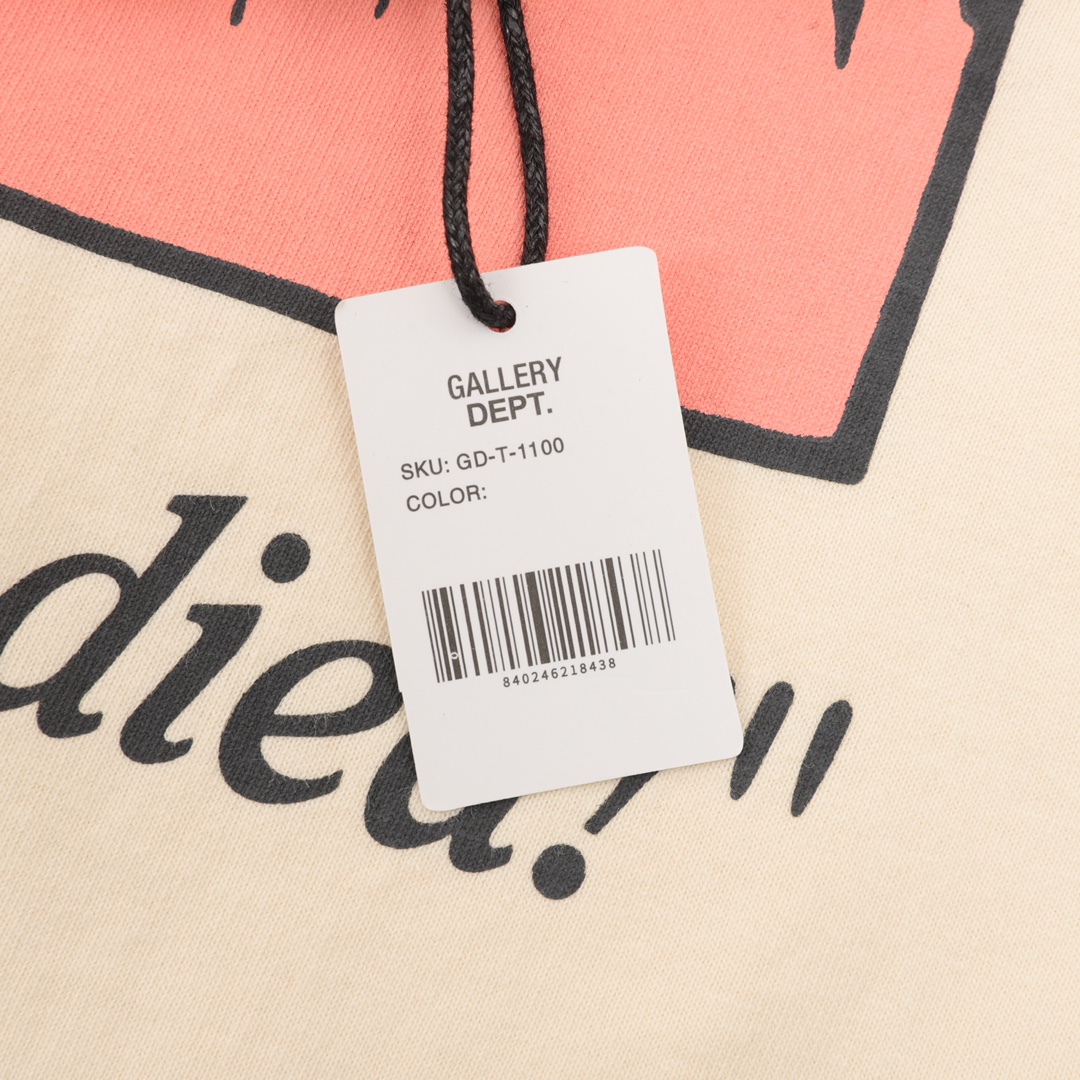 GALLERY
DEPT.
SKU: GD-T-1100
COLOR:
840246218438
died!"